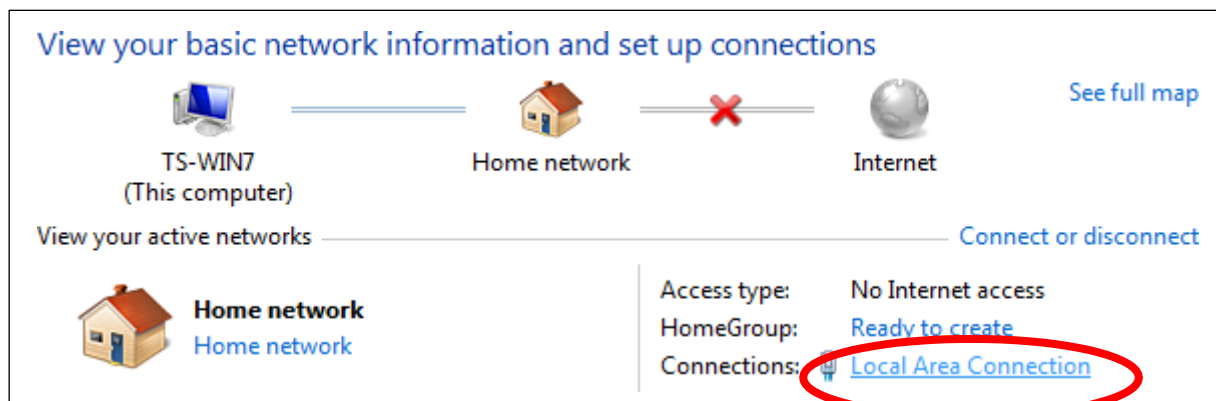 View your basic network information and set up connections
See full map
TS-WIN7
(This computer)
Home network
Internet
View your active networks
Connect or disconnect
Home network
Home network
Access type: No Internet access
HomeGroup: Ready to create
Connections: Local Area Connection